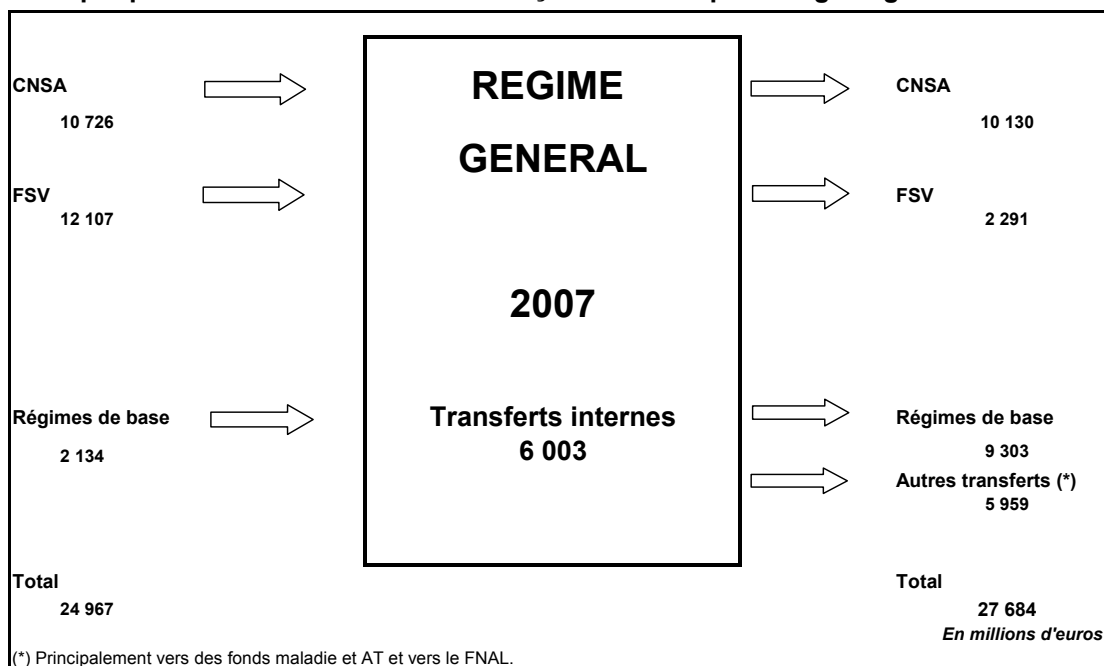 REGIME
CNSA
CNSA
10 726
10 130
GENERAL
FSV
FSV
12 107
2 291
2007
Régimes de base
Transferts internes
Régimes de base
2 134
6 003
9 303
Autres transferts (*)
5 959
Total
Total
24 967
27 684
En millions d'euros
(*) Principalement vers des fonds maladie et AT et vers le FNAL.